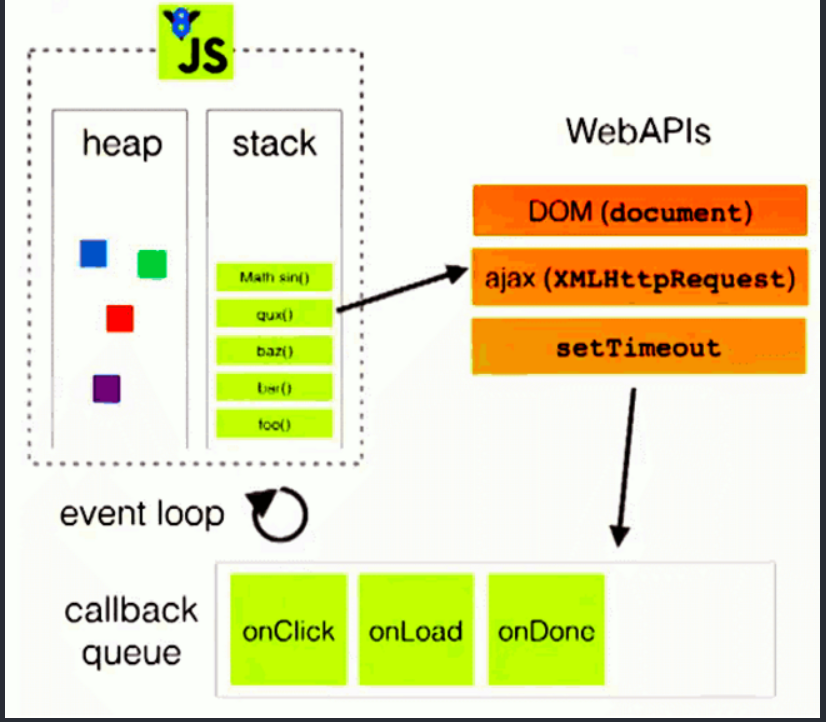 JS
heap
stack
WebAPIs
DOM (document)
ajax (XMLHttpRequest)
setTimeout
Math sin()
qux()
baz()
bar()
foo()
event loop
callback
queue
onClick
onLoad
onDone